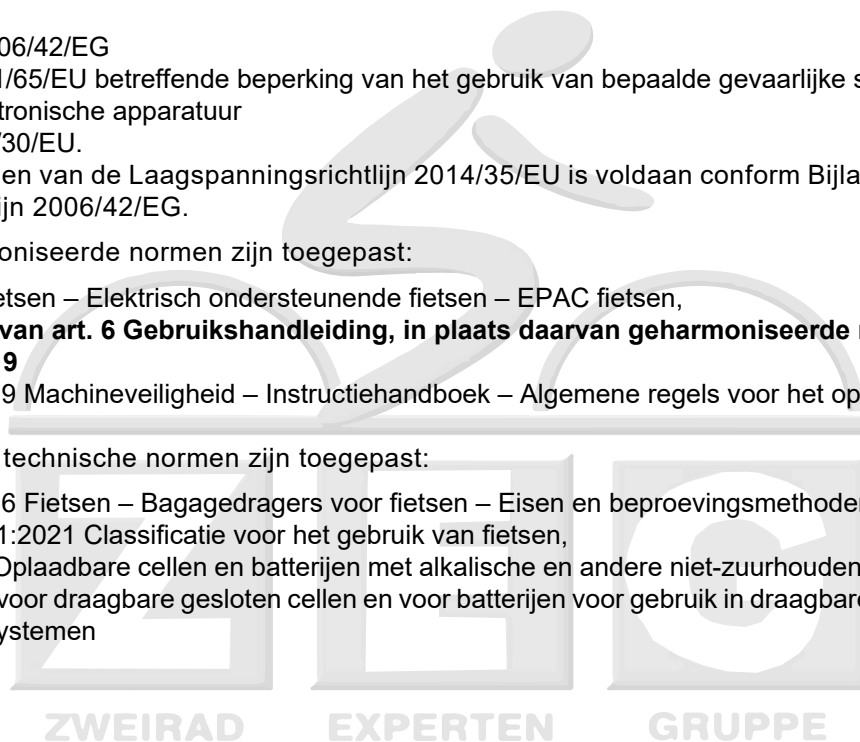 06/42/EG
1/65/EU betreffende beperking van het gebruik van bepaalde gevaarlijke s
tronische apparatuur
/30/EU.
en van de Laagspanningsrichtlijn 2014/35/EU is voldaan conform Bijla
ijn 2006/42/EG.
oniseerde normen zijn toegepast:
etsen – Elektrisch ondersteunende fietsen – EPAC fietsen,
van art. 6 Gebruikshandleiding, in plaats daarvan geharmoniseerde
9
9 Machineveiligheid – Instructiehandboek – Algemene regels voor het op
technische normen zijn toegepast:
6 Fietsen – Bagagedragers voor fietsen – Eisen en beproevingsmethoden
1:2021 Classificatie voor het gebruik van fietsen,
Oplaadbare cellen en batterijen met alkalische en andere niet-zuurhouden
voor draagbare gesloten cellen en voor batterijen voor gebruik in draagbare
ystemen
ZEG
ZWEIRAD EXPERTEN GRUPPE